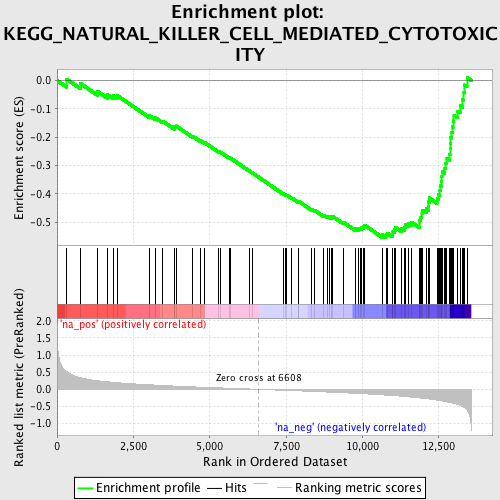 Enrichment plot:
KEGG_NATURAL_KILLER_CELL_MEDIATED_CYTOTOXIC
ITY
Enrichment score (ES)
0.0
-0.1
-0.2
-0.3
-0.4
-0.5
Ranked list metric (PreRanked)
2.0
1.5
1.0
0.5
0.0
-0.5
-1.0
'na_pos' (positively correlated)
Zero cross at 6608
'na_neg' (negatively correlated)
0 2,500 5,000 7,500 10,000 12,500
Rank in Ordered Dataset
Enrichment profile Hits Ranking metric scores